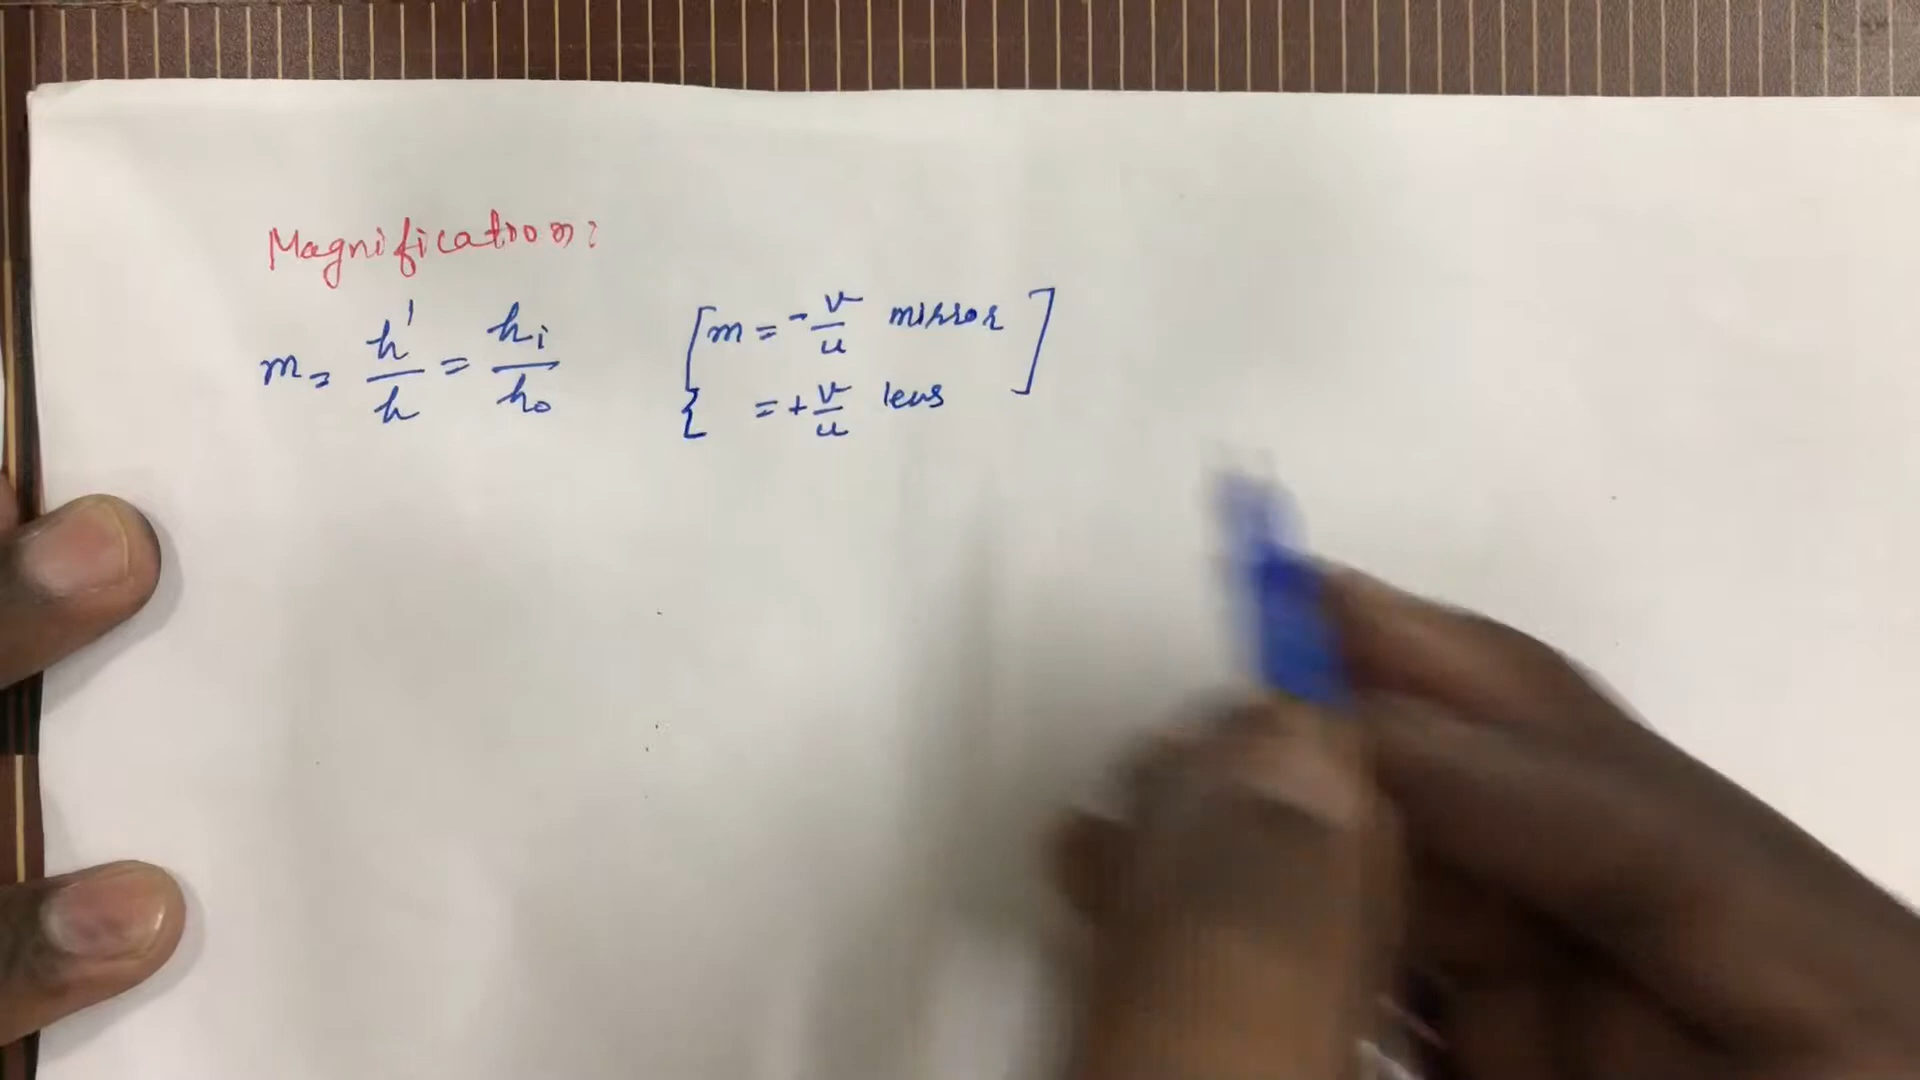 Magnification:
m = h'/h = hi/ho
[m = -v/u mirror]
{ = +v/u lens